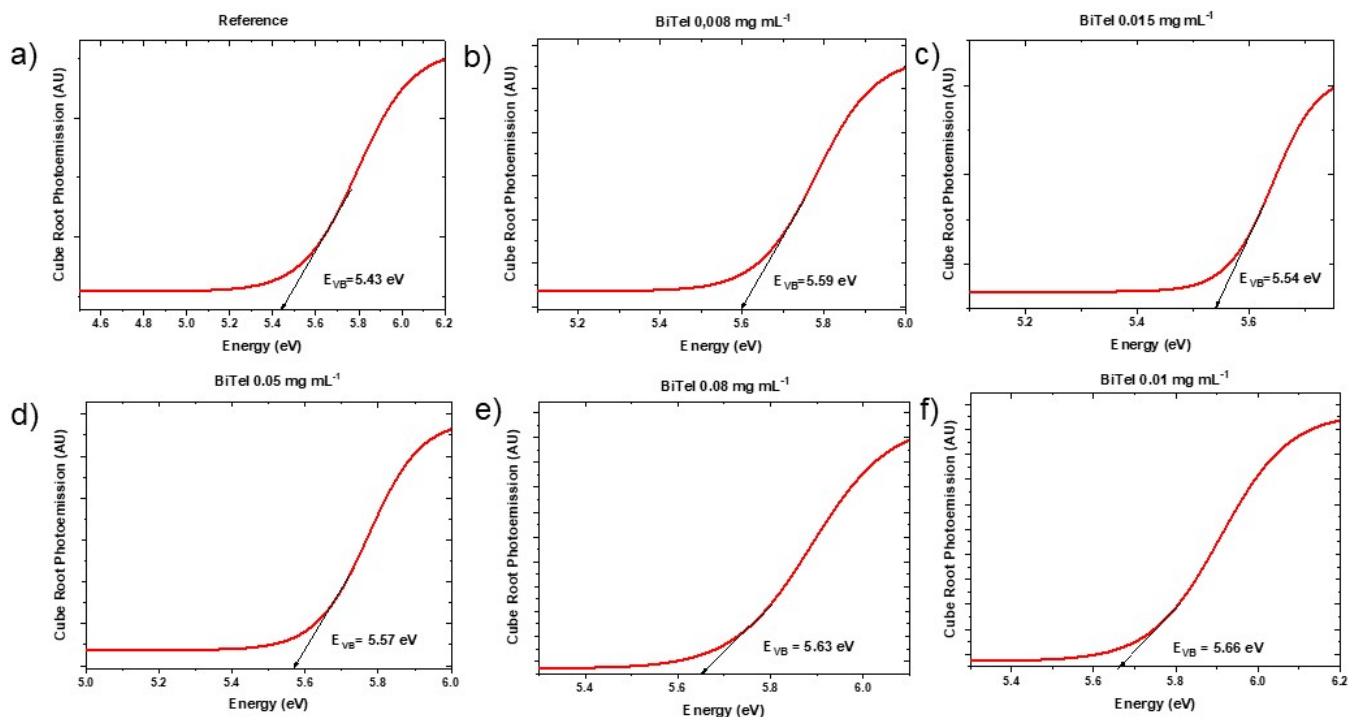 a)
Reference
Cube Root Photoemission (AU)
E_VB=5.43 eV
4.6 4.8 5.0 5.2 5.4 5.6 5.8 6.0 6.2
Energy (eV)
b)
BiTeI 0,008 mg mL⁻¹
Cube Root Photoemission (AU)
E_VB=5.59 eV
5.2 5.4 5.6 5.8 6.0
Energy (eV)
c)
BiTeI 0.015 mg mL⁻¹
Cube Root Photoemission (AU)
E_VB=5.54 eV
5.2 5.4 5.6
Energy (eV)
d)
BiTeI 0.05 mg mL⁻¹
Cube Root Photoemission (AU)
E_VB= 5.57 eV
5.0 5.2 5.4 5.6 5.8 6.0
Energy (eV)
e)
BiTeI 0.08 mg mL⁻¹
Cube Root Photoemission (AU)
E_VB = 5.63 eV
5.4 5.6 5.8 6.0
Energy (eV)
f)
BiTeI 0.01 mg mL⁻¹
Cube Root Photoemission (AU)
E_VB = 5.66 eV
5.4 5.6 5.8 6.0 6.2
Energy (eV)